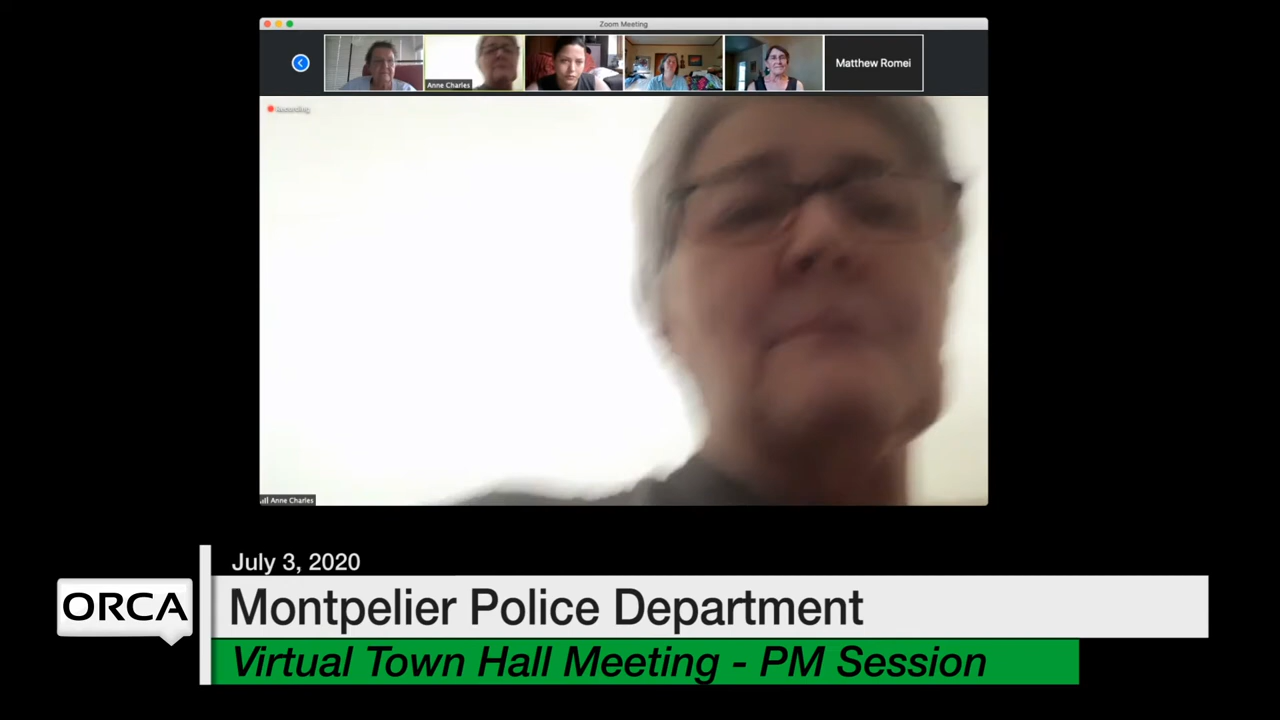 Zoom Meeting
Anne Charles
Matthew Romei
Recording
Anne Charles
July 3, 2020
ORCA
Montpelier Police Department
Virtual Town Hall Meeting - PM Session